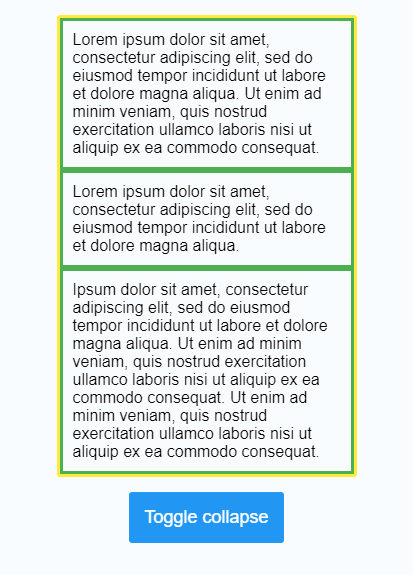 Lorem ipsum dolor sit amet,
consectetur adipiscing elit, sed do
eiusmod tempor incididunt ut labore
et dolore magna aliqua. Ut enim ad
minim veniam, quis nostrud
exercitation ullamco laboris nisi ut
aliquip ex ea commodo consequat.
Lorem ipsum dolor sit amet,
consectetur adipiscing elit, sed do
eiusmod tempor incididunt ut labore
et dolore magna aliqua.
Ipsum dolor sit amet, consectetur
adipiscing elit, sed do eiusmod
tempor incididunt ut labore et dolore
magna aliqua. Ut enim ad minim
veniam, quis nostrud exercitation
ullamco laboris nisi ut aliquip ex ea
commodo consequat. Ut enim ad
minim veniam, quis nostrud
exercitation ullamco laboris nisi ut
aliquip ex ea commodo consequat.
Toggle collapse